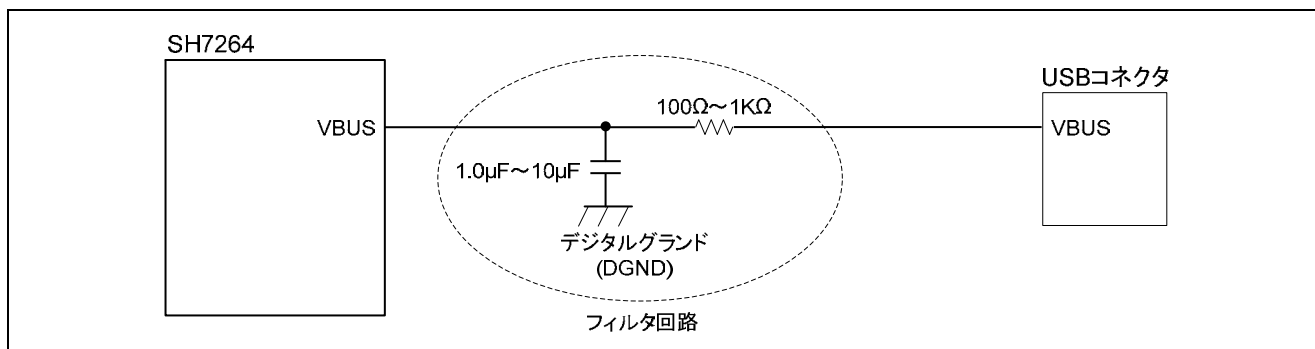 SH7264
VBUS
100Ω～1KΩ
1.0µF～10µF
デジタルグランド
(DGND)
フィルタ回路
USBコネクタ
VBUS